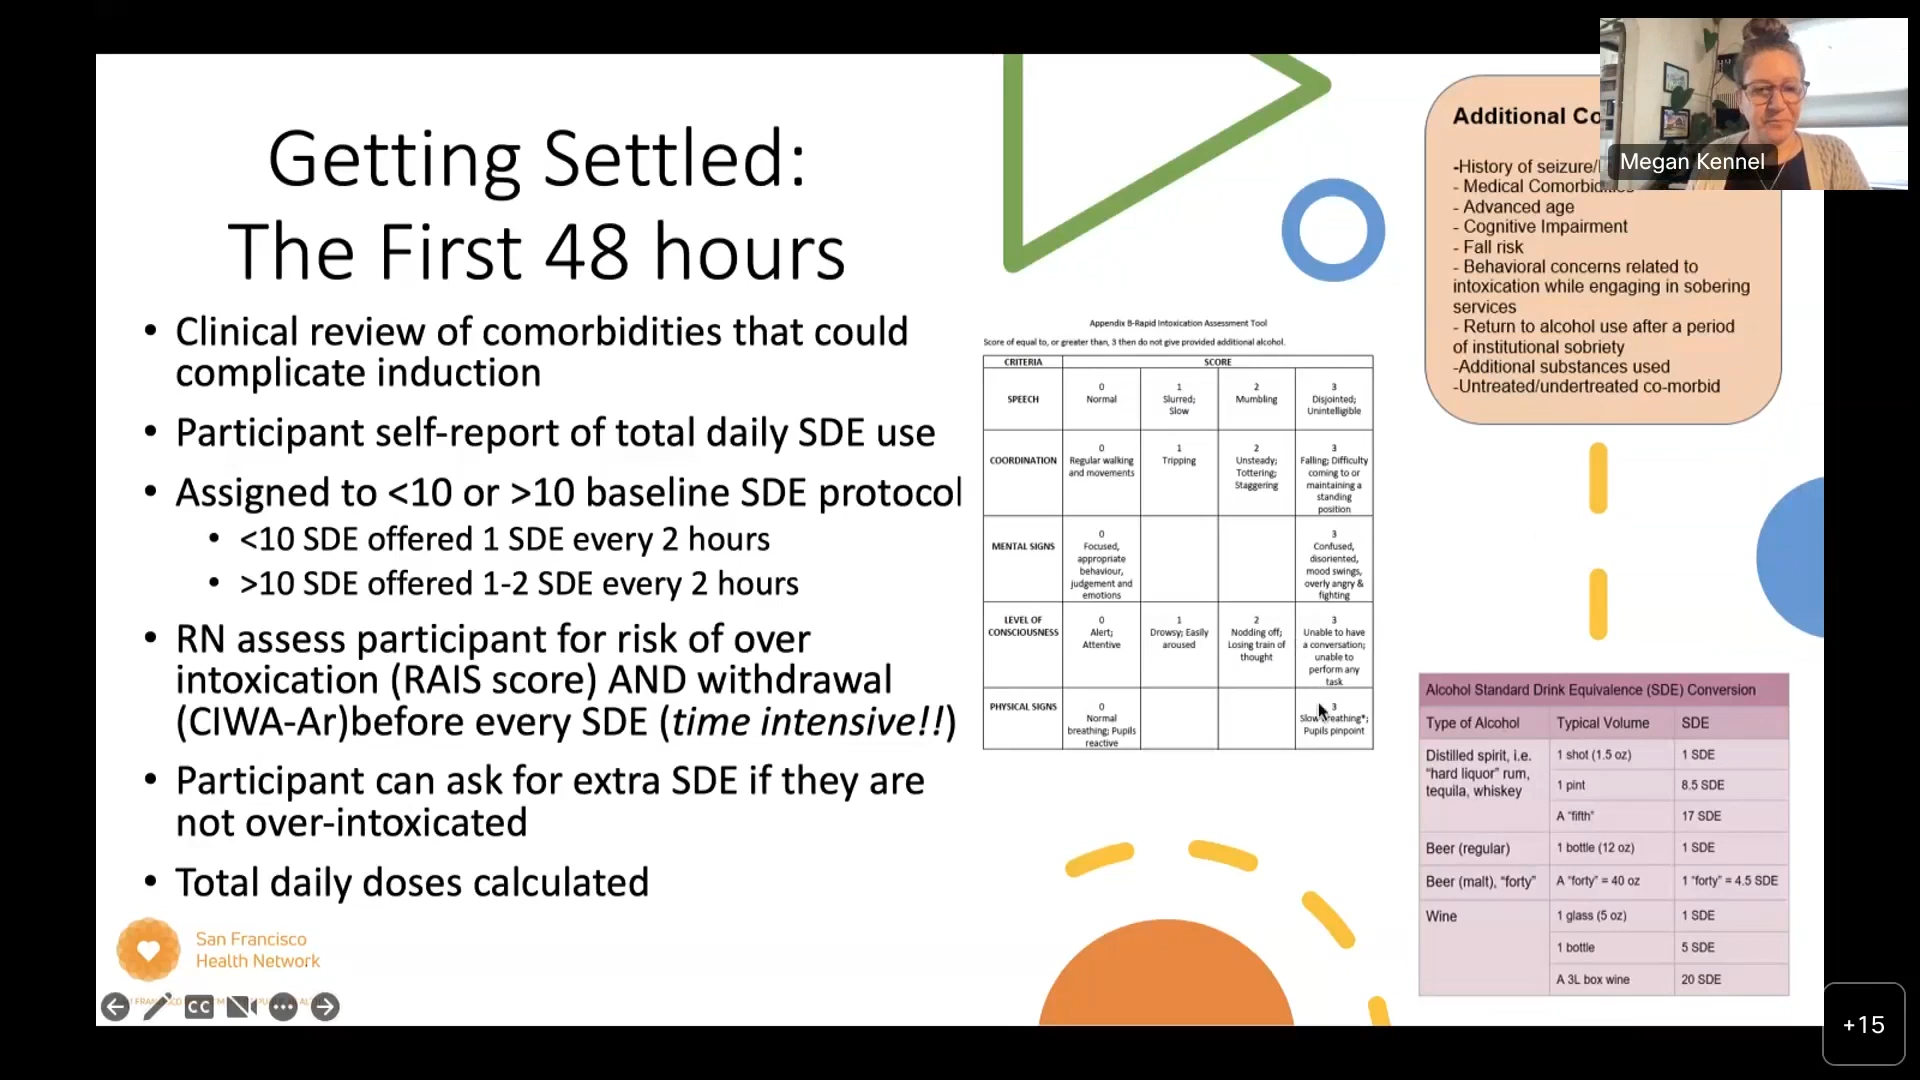 Getting Settled:
The First 48 hours
• Clinical review of comorbidities that could
complicate induction
• Participant self-report of total daily SDE use
• Assigned to <10 or >10 baseline SDE protocol
• <10 SDE offered 1 SDE every 2 hours
• >10 SDE offered 1-2 SDE every 2 hours
• RN assess participant for risk of over
intoxication (RAIS score) AND withdrawal
(CIWA-Ar)before every SDE (time intensive!!)
• Participant can ask for extra SDE if they are
not over-intoxicated
• Total daily doses calculated
San Francisco
Health Network
CC
Appendix B-Rapid Intoxication Assessment Tool
Score of equal to, or greater than, 3 then do not give provided additional alcohol.
CRITERIA SCORE
SPEECH
0
Normal
1
Slurred;
Slow
2
Mumbling
3
Disjointed;
Unintelligible
COORDINATION
0
Regular walking
and movements
1
Tripping
2
Unsteady;
Tottering;
Staggering
3
Falling; Difficulty
coming to or
maintaining a
standing
position
MENTAL SIGNS
0
Focused,
appropriate
behaviour,
judgement and
emotions
3
Confused,
disoriented,
mood swings,
overly angry &
fighting
LEVEL OF
CONSCIOUSNESS
0
Alert;
Attentive
1
Drowsy; Easily
aroused
2
Nodding off;
Losing train of
thought
3
Unable to have
a conversation;
unable to
perform any
task
PHYSICAL SIGNS
0
Normal
breathing; Pupils
reactive
3
Slow breathing*;
Pupils pinpoint
Additional Co
-History of seizure/
- Medical Comorbid
- Advanced age
- Cognitive Impairment
- Fall risk
- Behavioral concerns related to
intoxication while engaging in sobering
services
- Return to alcohol use after a period
of institutional sobriety
-Additional substances used
-Untreated/undertreated co-morbid
Megan Kennel
Alcohol Standard Drink Equivalence (SDE) Conversion
Type of Alcohol Typical Volume SDE
Distilled spirit, i.e.
"hard liquor" rum,
tequila, whiskey
1 shot (1.5 oz) 1 SDE
1 pint 8.5 SDE
A "fifth" 17 SDE
Beer (regular) 1 bottle (12 oz) 1 SDE
Beer (malt), "forty" A "forty" = 40 oz 1 "forty" = 4.5 SDE
Wine 1 glass (5 oz) 1 SDE
1 bottle 5 SDE
A 3L box wine 20 SDE
+15